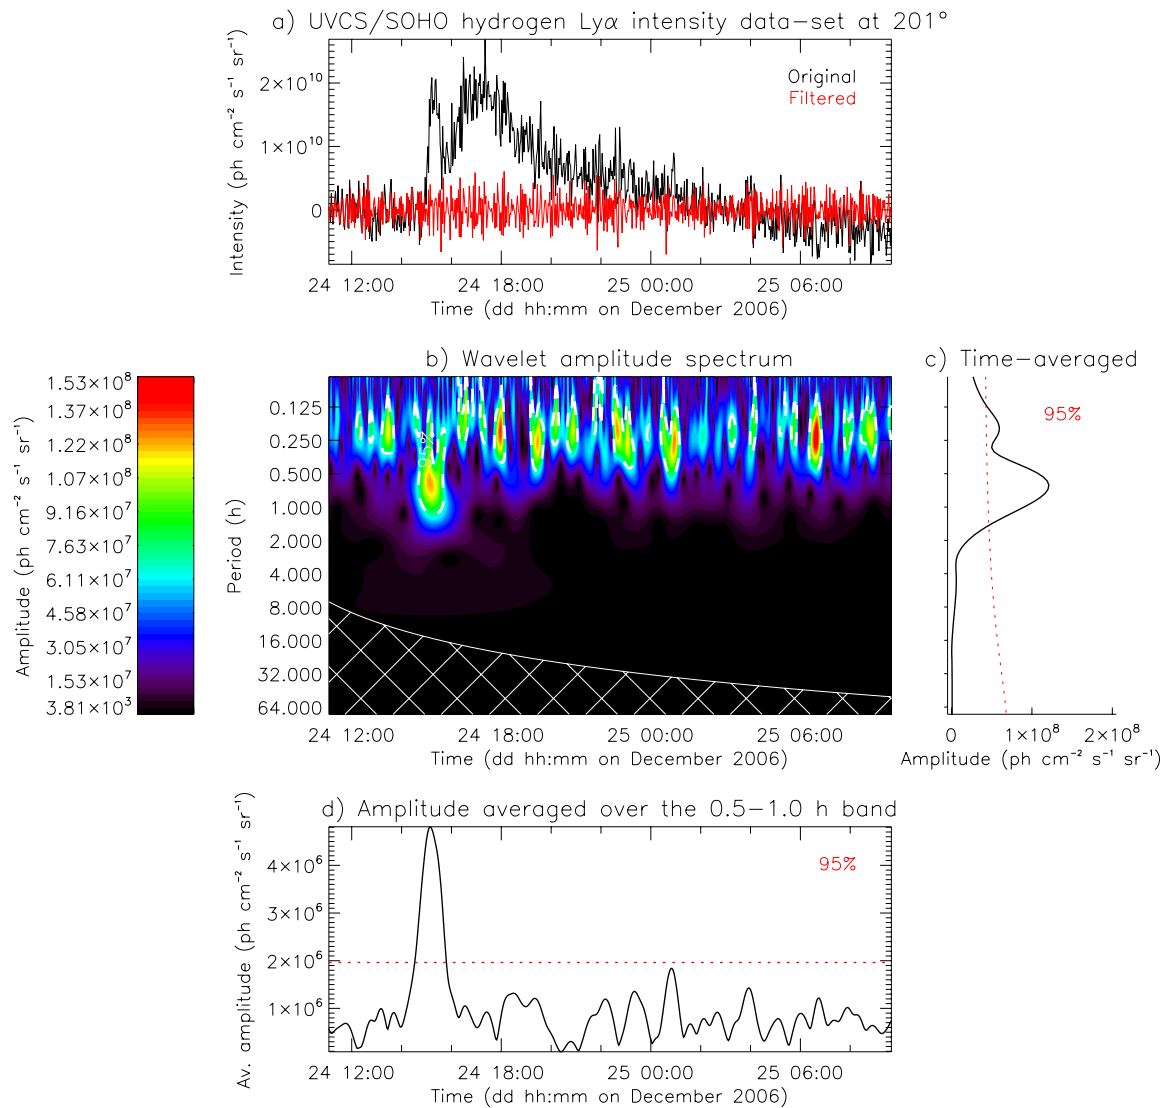 a) UVCS/SOHO hydrogen Lyα intensity data−set at 201°
Intensity (ph cm⁻² s⁻¹ sr⁻¹)
2×10¹⁰
1×10¹⁰
0
Original
Filtered
24 12:00 24 18:00 25 00:00 25 06:00
Time (dd hh:mm on December 2006)
b) Wavelet amplitude spectrum
Amplitude (ph cm⁻² s⁻¹ sr⁻¹)
1.53×10⁸
1.37×10⁸
1.22×10⁸
1.07×10⁸
9.16×10⁷
7.63×10⁷
6.11×10⁷
4.58×10⁷
3.05×10⁷
1.53×10⁷
3.81×10³
Period (h)
0.125
0.250
0.500
1.000
2.000
4.000
8.000
16.000
32.000
64.000
95%
24 12:00 24 18:00 25 00:00 25 06:00
Time (dd hh:mm on December 2006)
c) Time−averaged
95%
0 1×10⁸ 2×10⁸
Amplitude (ph cm⁻² s⁻¹ sr⁻¹)
d) Amplitude averaged over the 0.5−1.0 h band
Av. amplitude (ph cm⁻² s⁻¹ sr⁻¹)
4×10⁶
3×10⁶
2×10⁶
1×10⁶
95%
24 12:00 24 18:00 25 00:00 25 06:00
Time (dd hh:mm on December 2006)